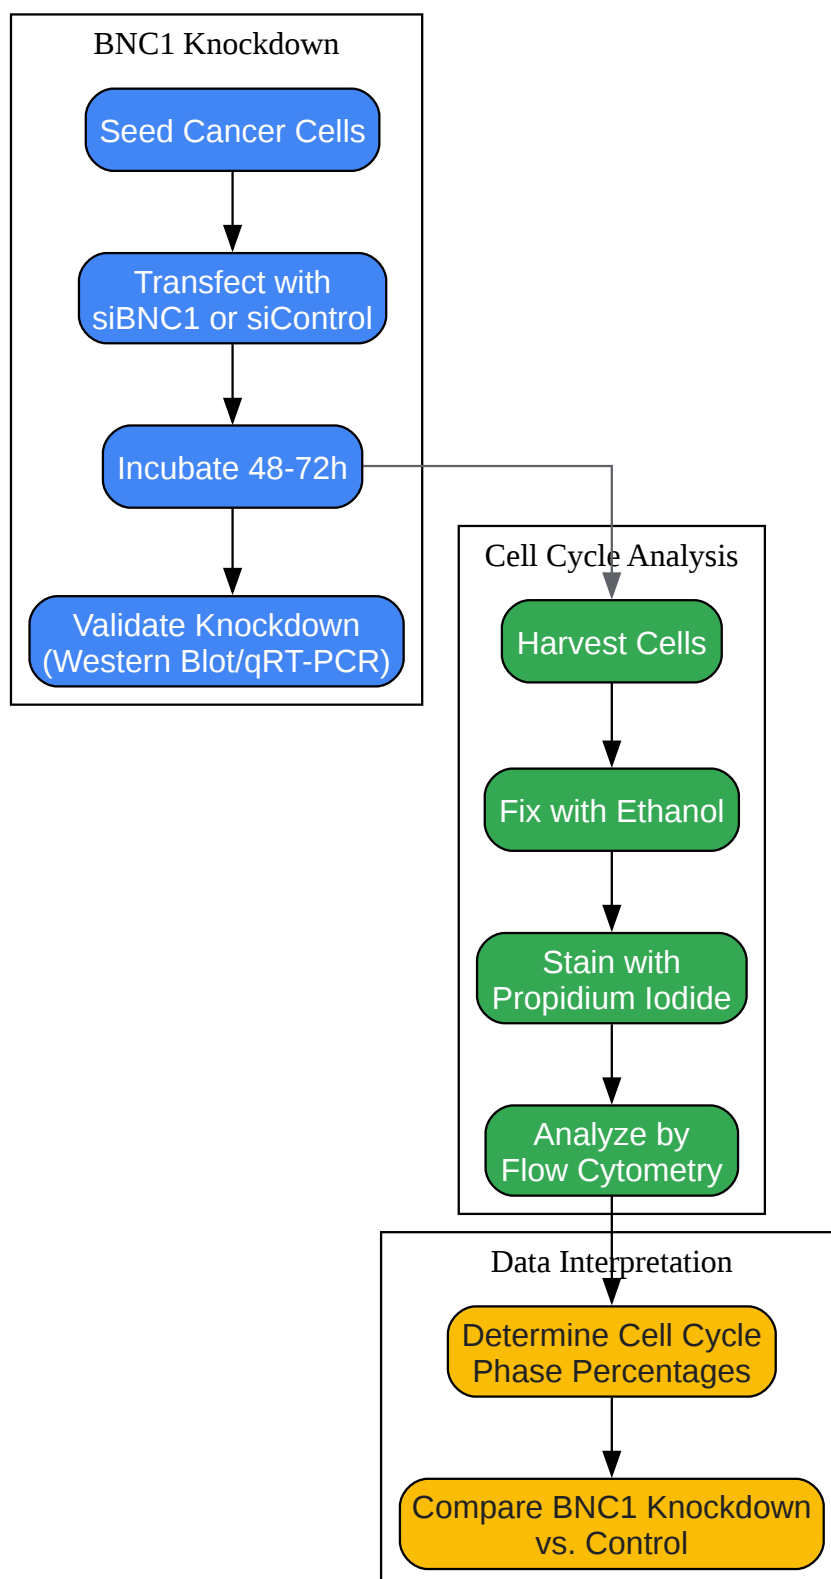 BNC1 Knockdown
Seed Cancer Cells
Transfect with
siBNC1 or siControl
Incubate 48-72h
Validate Knockdown
(Western Blot/qRT-PCR)
Cell Cycle Analysis
Harvest Cells
Fix with Ethanol
Stain with
Propidium Iodide
Analyze by
Flow Cytometry
Data Interpretation
Determine Cell Cycle
Phase Percentages
Compare BNC1 Knockdown
vs. Control